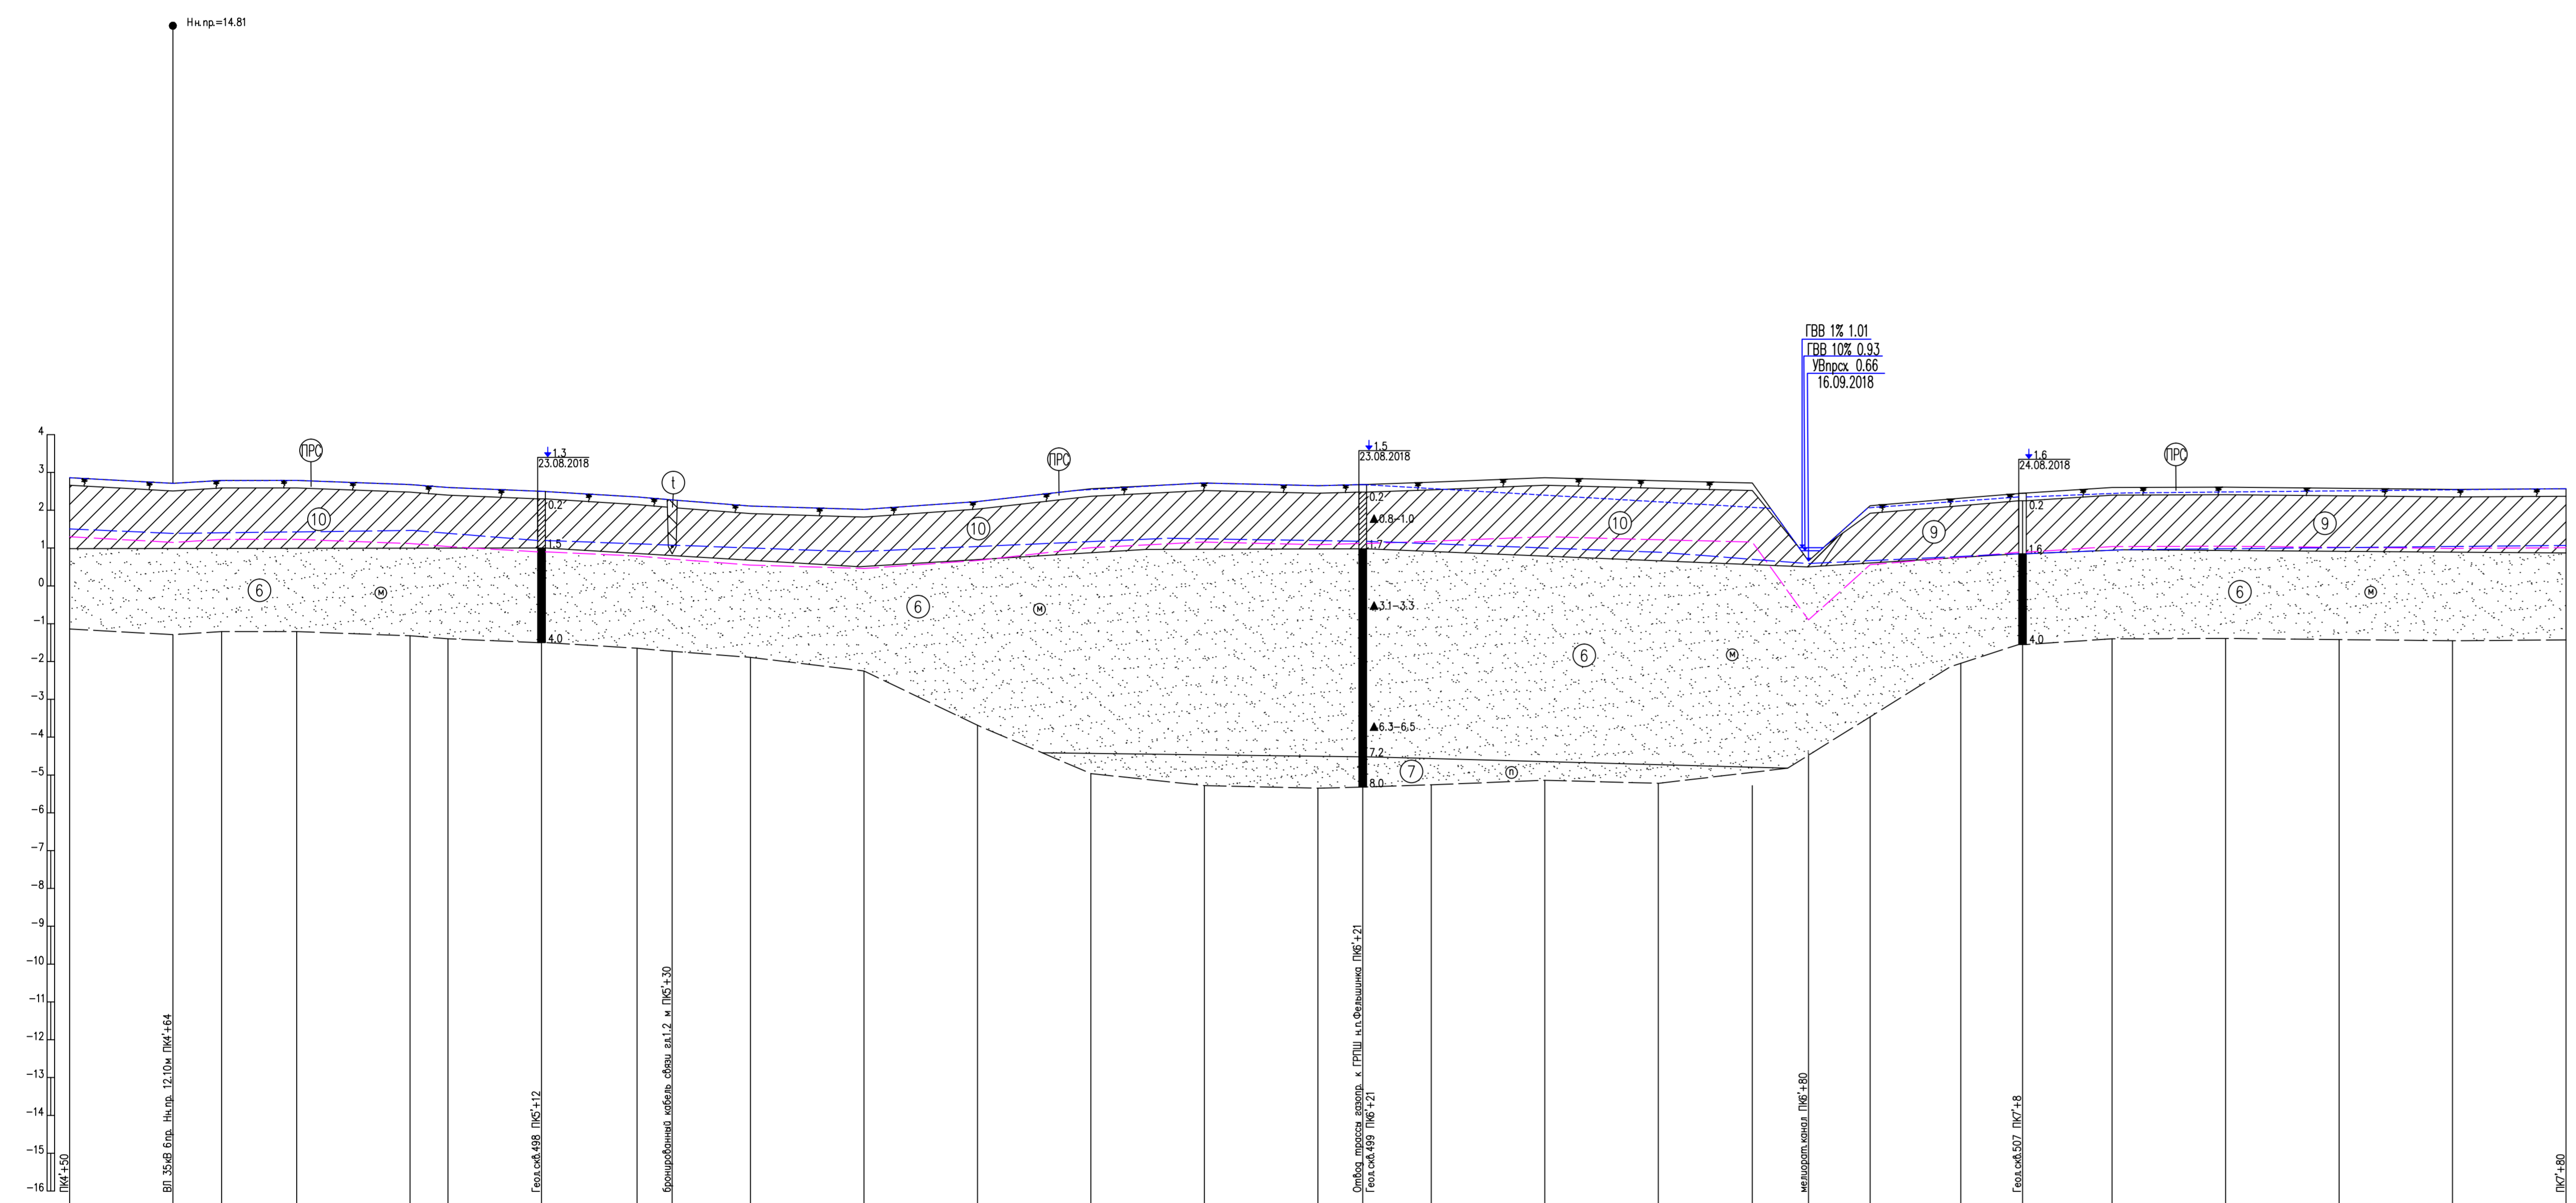 Нн.пр.=14.81
ГВВ 1% 1.01
ГВВ 10% 0.93
УВпрсх. 0.66
16.09.2018
4
3
2
1
0
-1
-2
-3
-4
-5
-6
-7
-8
-9
-10
-11
-12
-13
-14
-15
-16
ПРС
1.3
23.08.2018
t
ПРС
1.5
23.08.2018
1.6
24.08.2018
ПРС
0.2
0.2
0.2
10
10
0.8-1.0
10
9
9
1.5
1.7
1.6
6
м
6
м
3.1-3.3
6
м
6
м
4.0
4.0
6.3-6.5
7.2
7
п
8.0
ПК4'+50
ВЛ 35кВ 6пр. Нн.пр. 12.10м ПК4'+64
Геол.скв.498 ПК5'+12
бронированный кабель связи гл.1.2 м ПК5'+30
Отвод трассы газопр. к ГРПШ н.п.Фельшинка ПК6'+21
Геол.скв.499 ПК6'+21
мелиорат.канал ПК6'+80
Геол.скв.507 ПК7'+8
ПК7'+80